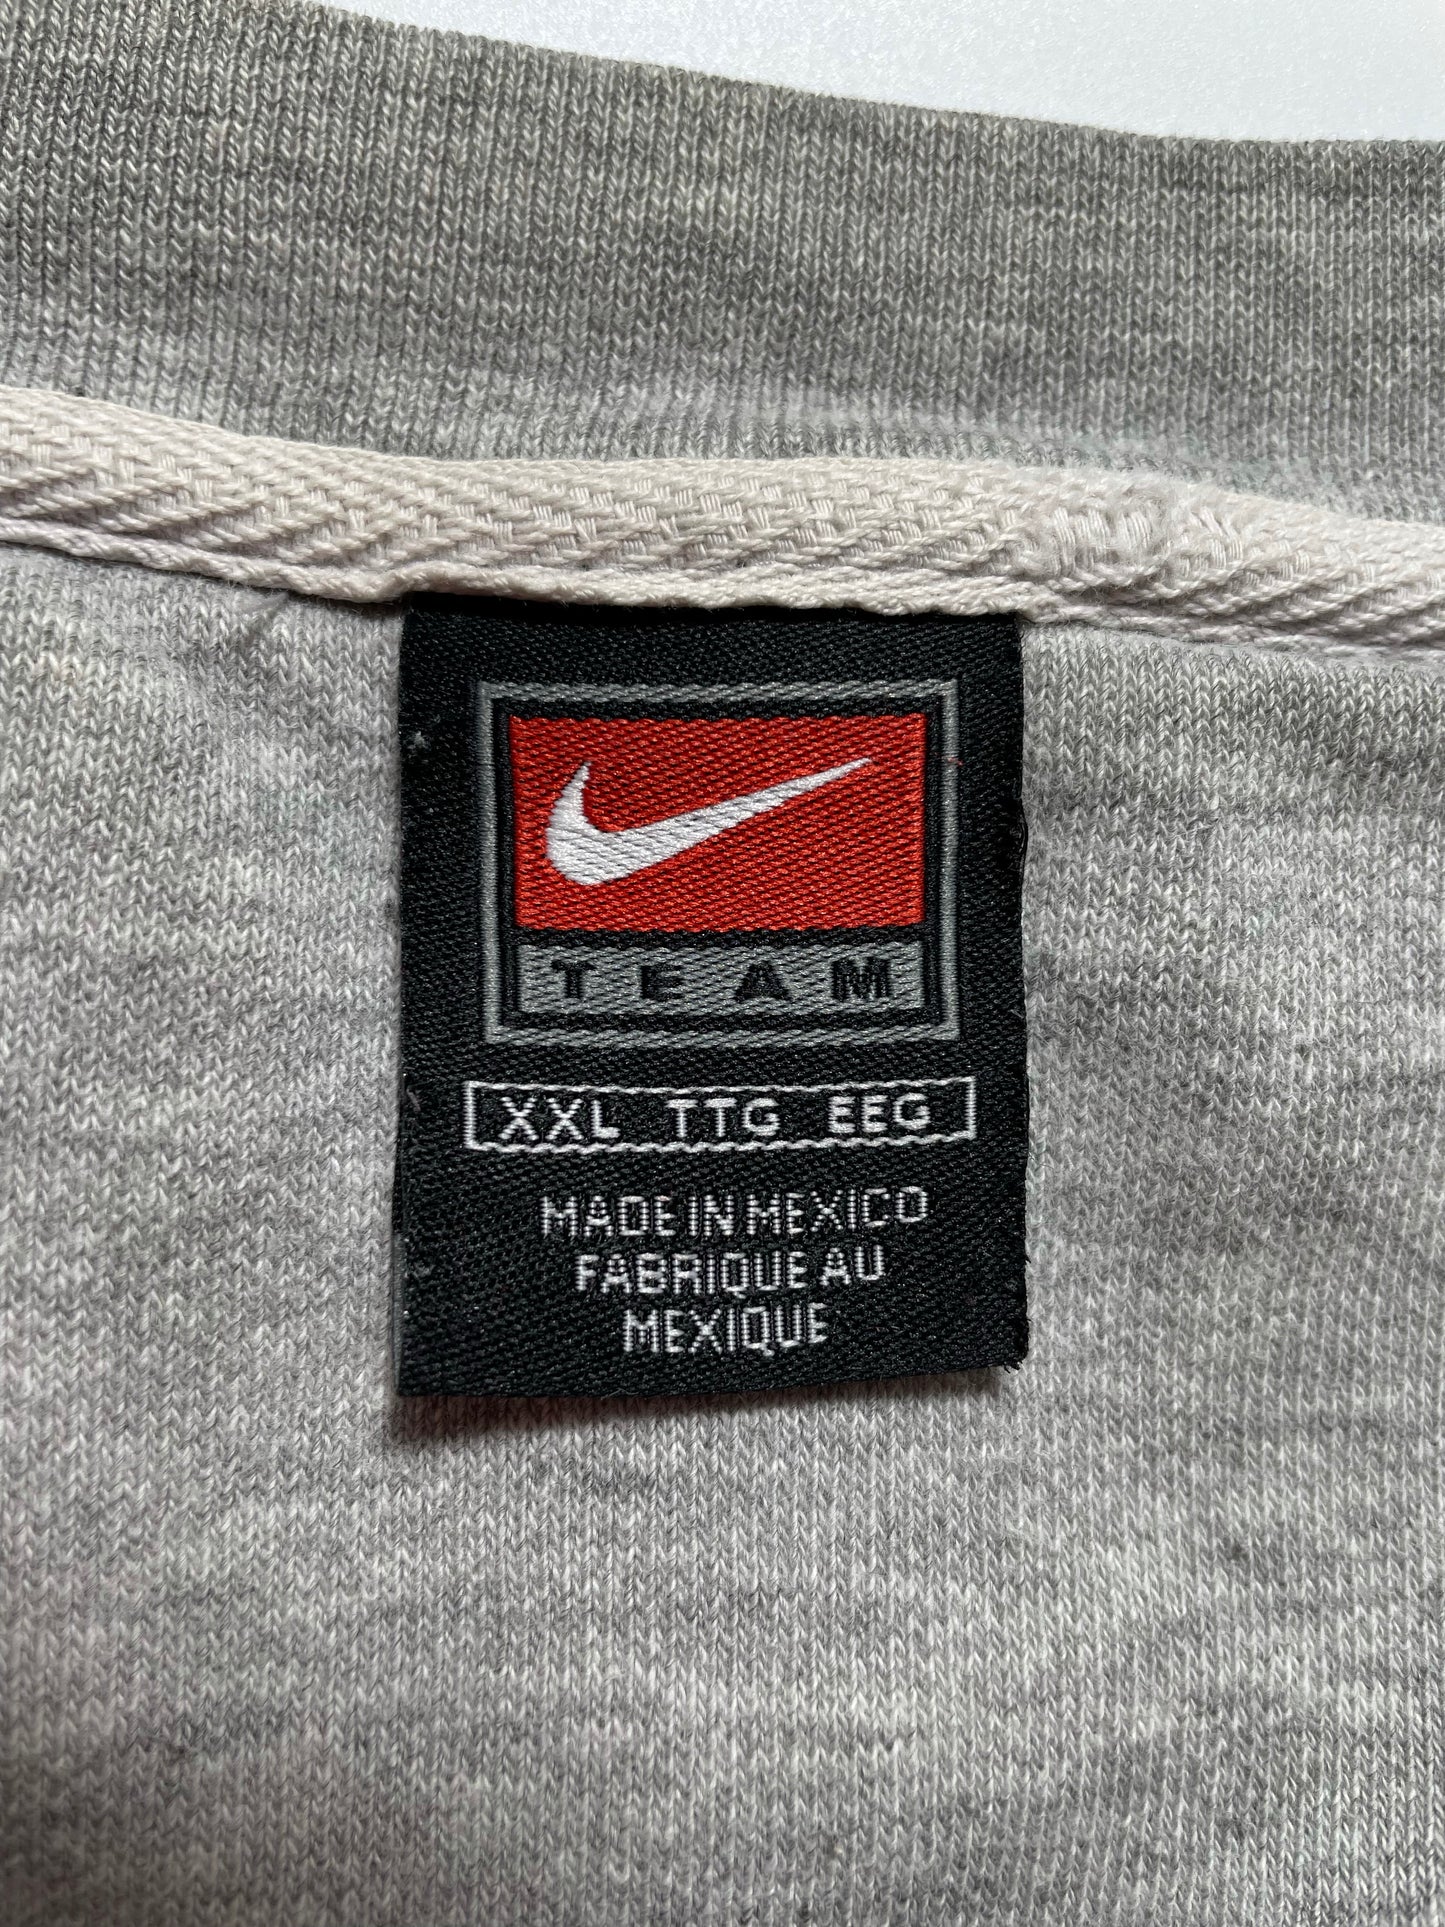 TEAM
XXL TTG EEG
MADE IN MEXICO
FABRIQUE AU
MEXIQUE